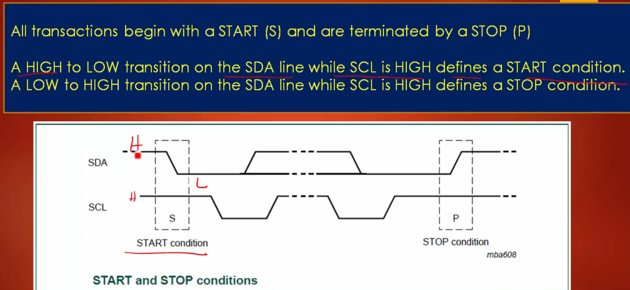 All transactions begin with a START (S) and are terminated by a STOP (P)
A HIGH to LOW transition on the SDA line while SCL is HIGH defines a START condition.
A LOW to HIGH transition on the SDA line while SCL is HIGH defines a STOP condition.
H
SDA
L
H
SCL
S
P
START condition
STOP condition
mba608
START and STOP conditions